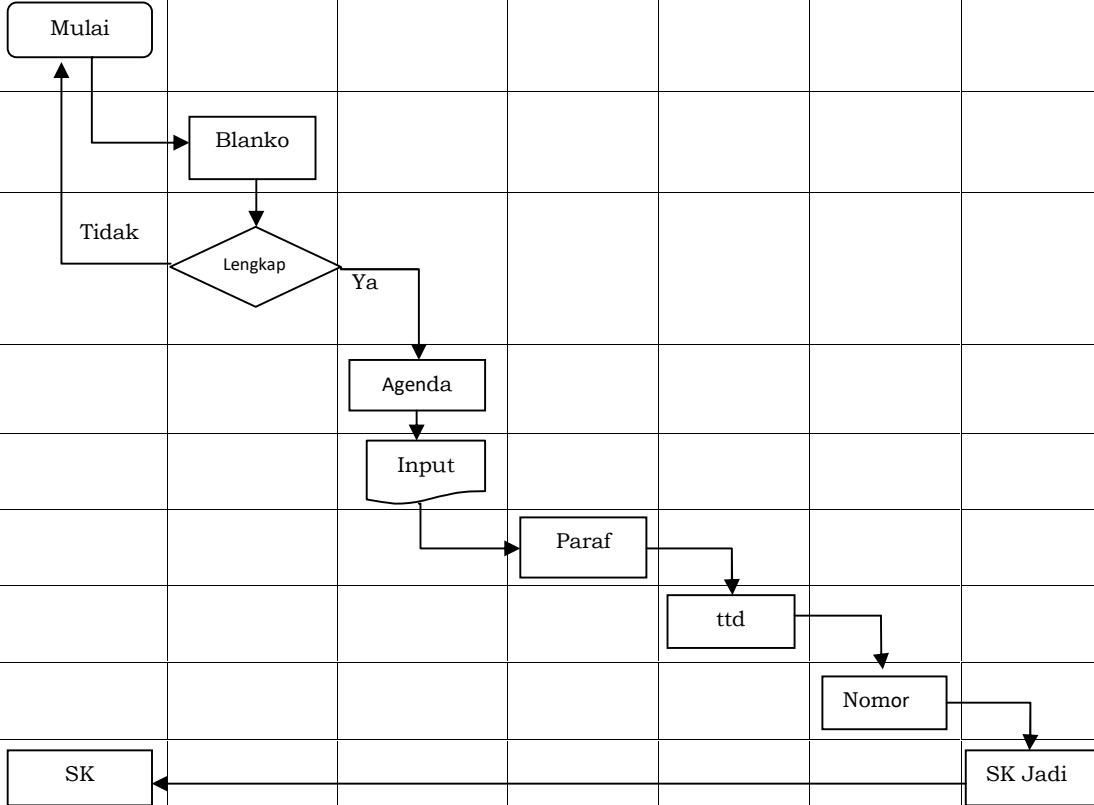 Mulai
Blanko
Tidak
Lengkap
Ya
Agenda
Input
Paraf
ttd
Nomor
SK
SK Jadi